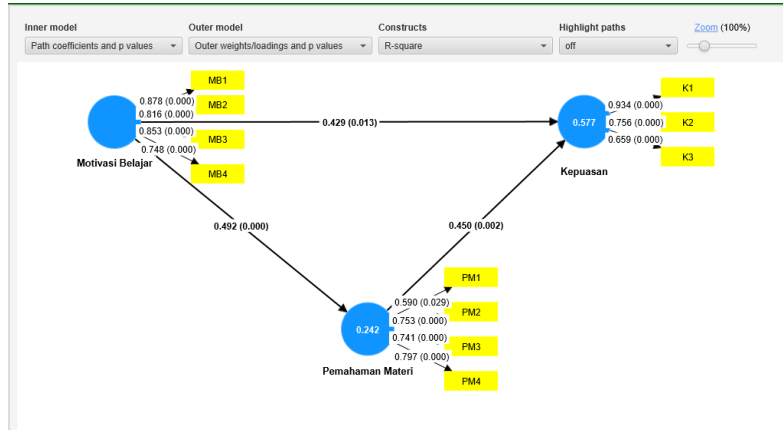 Inner model
Outer model
Constructs
Highlight paths
Zoom (100%)
Path coefficients and p values
Outer weights/loadings and p values
R-square
off
MB1
0.878 (0.000)
MB2
0.816 (0.000)
0.853 (0.000)
MB3
0.748 (0.000)
MB4
Motivasi Belajar
0.429 (0.013)
0.577
K1
0.934 (0.000)
K2
0.756 (0.000)
0.659 (0.000)
K3
Kepuasan
0.492 (0.000)
0.450 (0.002)
PM1
0.590 (0.029)
PM2
0.753 (0.000)
0.242
0.741 (0.000)
PM3
0.797 (0.000)
PM4
Pemahaman Materi